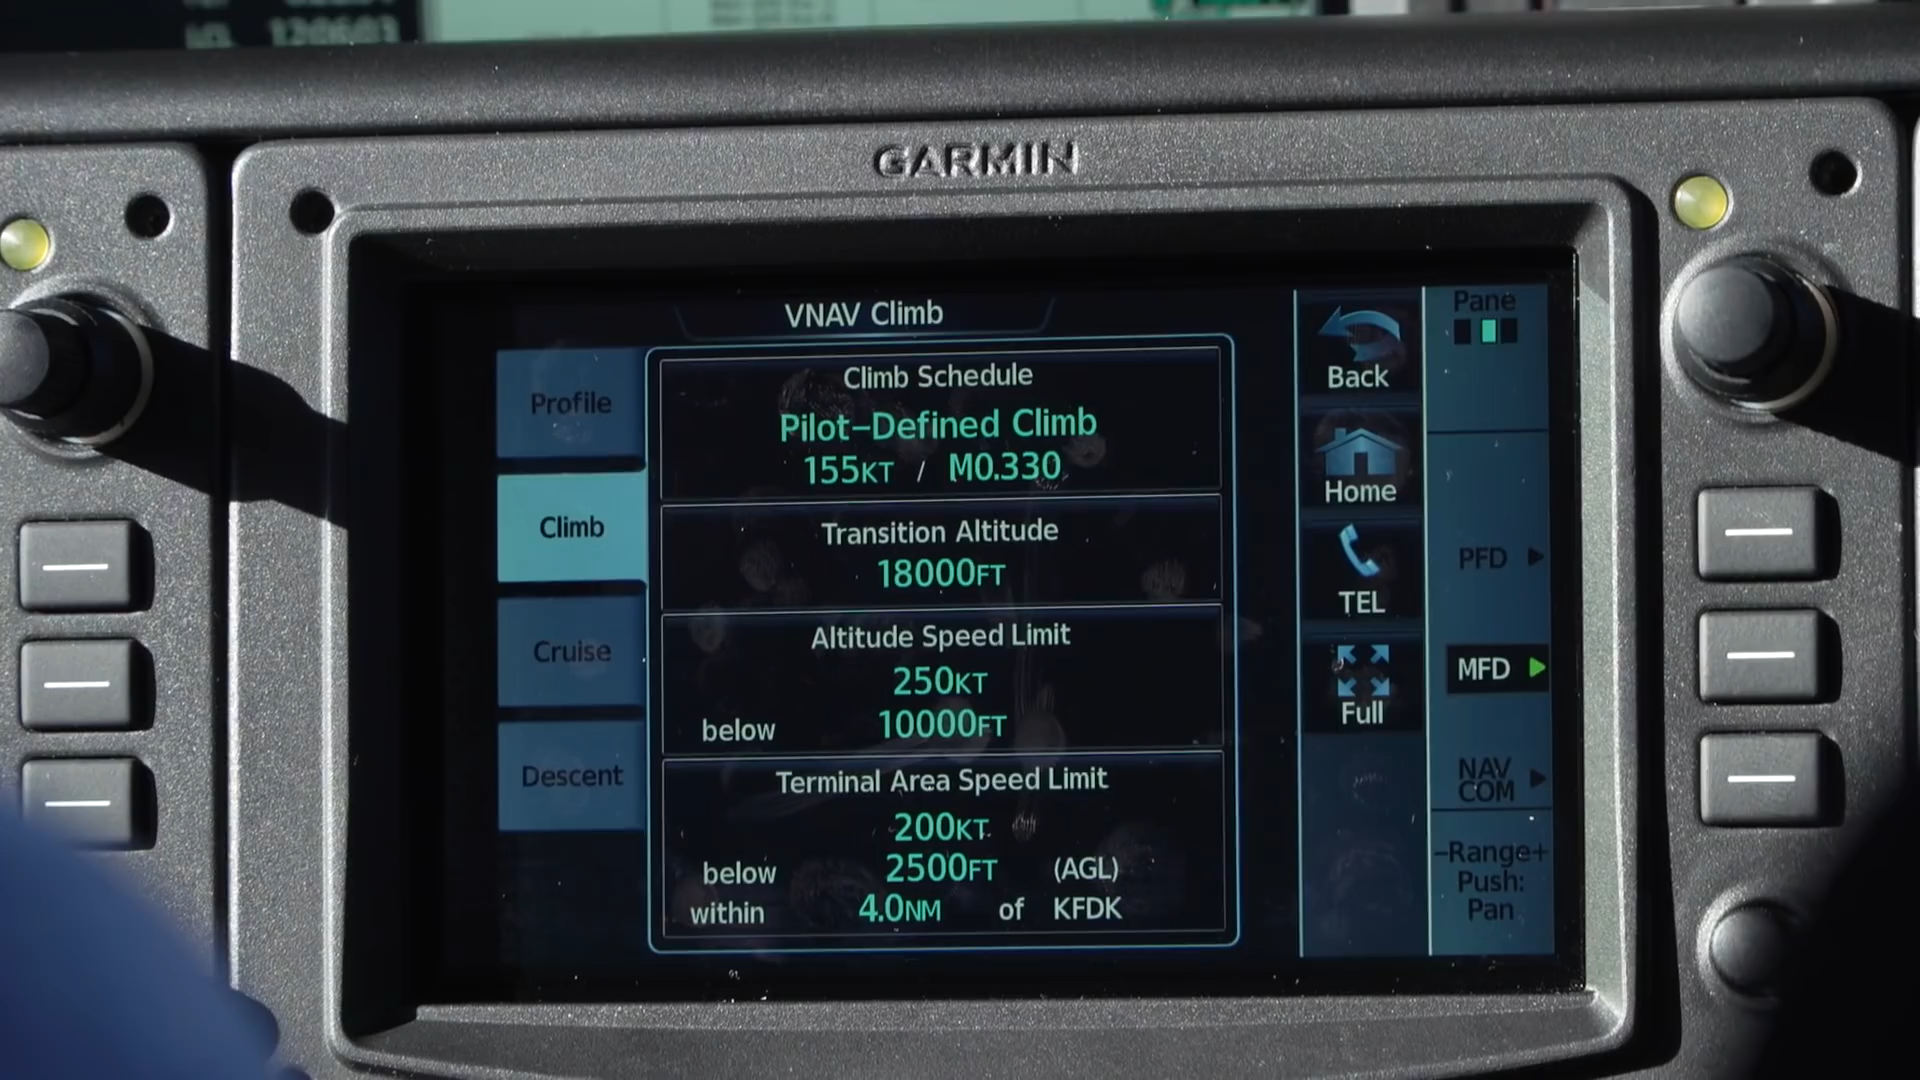 GARMIN
VNAV Climb
Profile
Climb
Cruise
Descent
Climb Schedule
Pilot-Defined Climb
155KT / M0.330
Transition Altitude
18000FT
Altitude Speed Limit
250KT
below 10000FT
Terminal Area Speed Limit
200KT
below 2500FT (AGL)
within 4.0NM of KFDK
Back
Home
TEL
Full
Pane
PFD
MFD
NAV
COM
-Range+
Push:
Pan